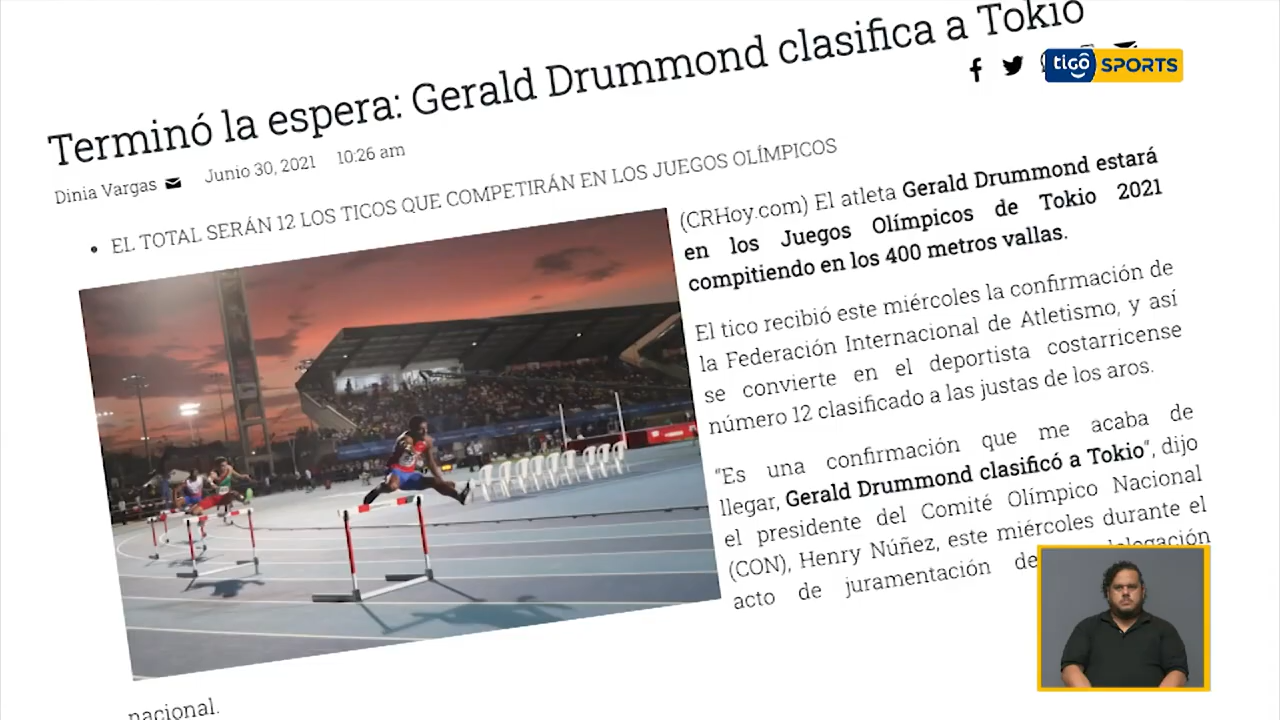 Terminó la espera: Gerald Drummond clasifica a Tokio
tigo SPORTS
Dinia Vargas Junio 30, 2021 10:26 am
• EL TOTAL SERÁN 12 LOS TICOS QUE COMPETIRÁN EN LOS JUEGOS OLÍMPICOS
(CRHoy.com) El atleta Gerald Drummond estará
en los Juegos Olímpicos de Tokio 2021
compitiendo en los 400 metros vallas.
El tico recibió este miércoles la confirmación de
la Federación Internacional de Atletismo, y así
se convierte en el deportista costarricense
número 12 clasificado a las justas de los aros.
"Es una confirmación que me acaba de
llegar, Gerald Drummond clasificó a Tokio", dijo
el presidente del Comité Olímpico Nacional
(CON), Henry Núñez, este miércoles durante el
acto de juramentación de delegación
nacional.